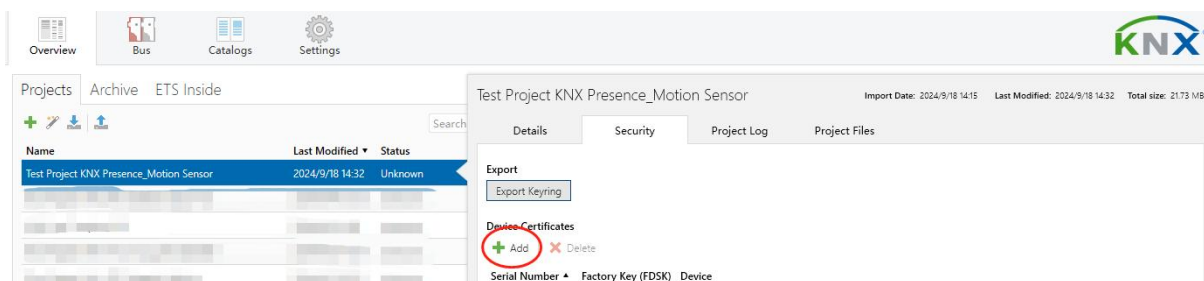 Overview Bus Catalogs Settings
KNX
Projects Archive ETS Inside
Search
Name Last Modified ▼ Status
Test Project KNX Presence_Motion Sensor 2024/9/18 14:32 Unknown
Test Project KNX Presence_Motion Sensor
Import Date: 2024/9/18 14:15 Last Modified: 2024/9/18 14:32 Total size: 21.73 MB
Details Security Project Log Project Files
Export
Export Keyring
Device Certificates
Add Delete
Serial Number ▲ Factory Key (FDSK) Device